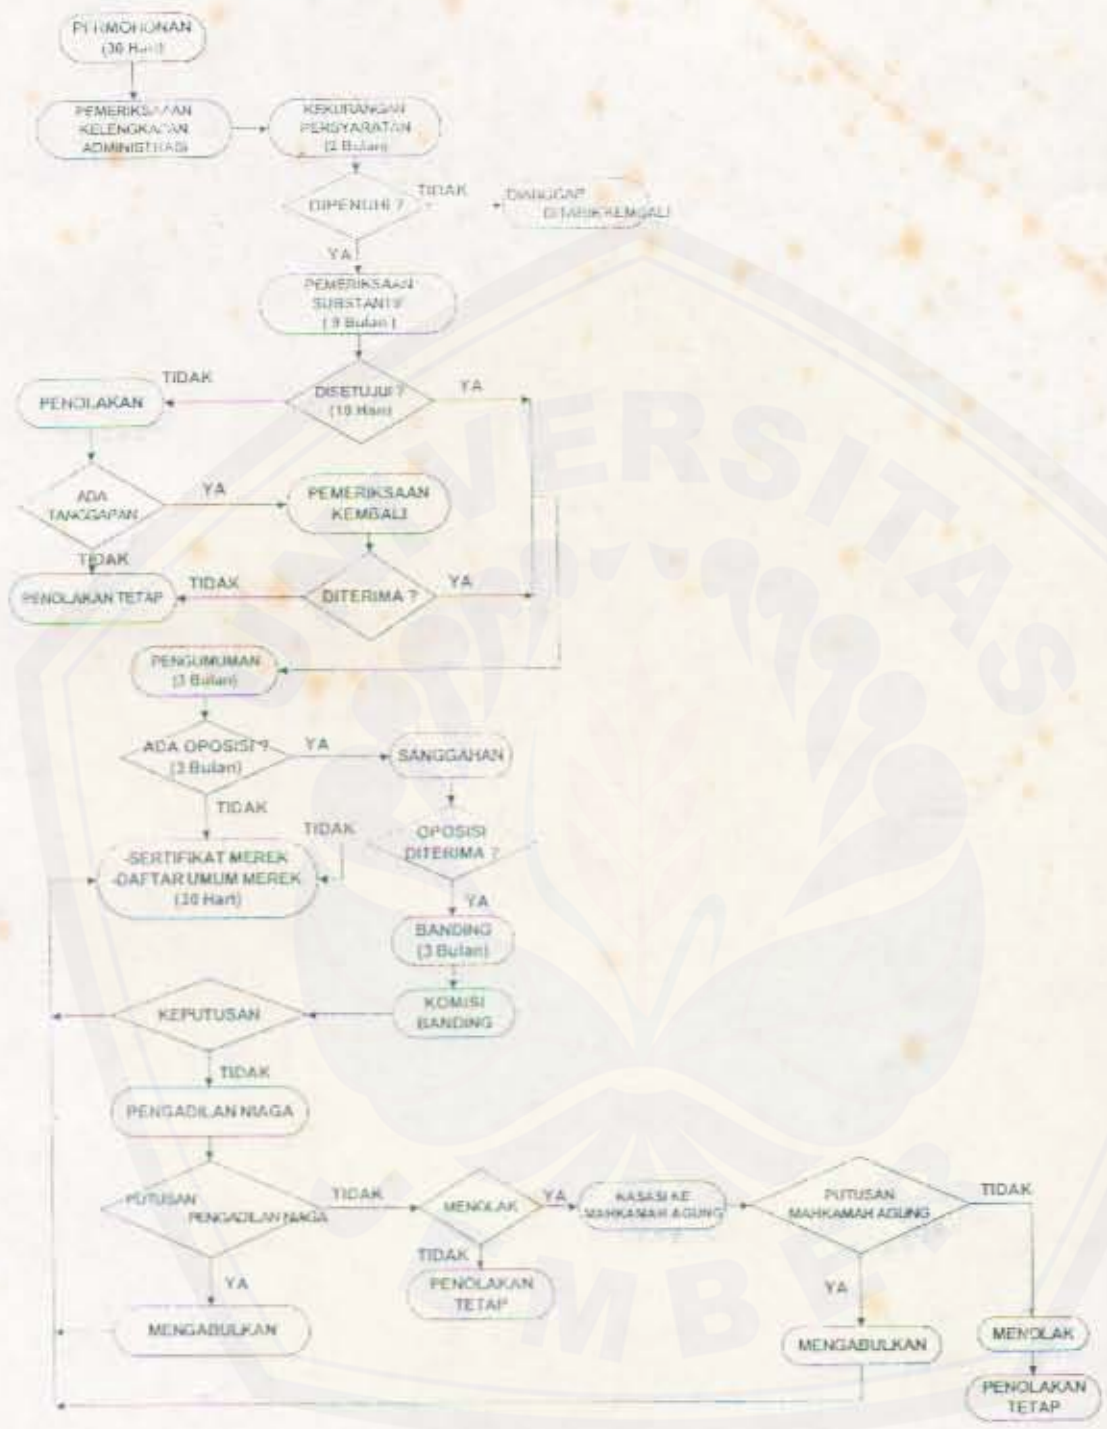 PERMOHONAN
(30 Hari)
PEMERIKSAAAN
KELENGKAPAN
ADMINISTRASI
KEKURANGAN
PERSYARATAN
(2 Bulan)
DIPENUHI ?
TIDAK
DIANGGAP
DITARIK KEMBALI
YA
PEMERIKSAAN
SUBSTANTIF
( 9 Bulan )
DISETUJUI ?
(10 Hari)
TIDAK
YA
PENOLAKAN
ADA
TANGGAPAN
YA
PEMERIKSAAN
KEMBALI
TIDAK
PENOLAKAN TETAP
TIDAK
DITERIMA ?
YA
PENGUMUMAN
(3 Bulan)
ADA OPOSISI ?
(3 Bulan)
YA
SANGGAHAN
TIDAK
TIDAK
OPOSISI
DITERIMA ?
-SERTIFIKAT MEREK
-DAFTAR UMUM MEREK
(30 Hari)
YA
BANDING
(3 Bulan)
KEPUTUSAN
KOMISI
BANDING
TIDAK
PENGADILAN NIAGA
PUTUSAN
PENGADILAN NIAGA
TIDAK
MENOLAK
YA
KASASI KE
MAHKAMAH AGUNG
PUTUSAN
MAHKAMAH AGUNG
TIDAK
TIDAK
PENOLAKAN
TETAP
YA
MENGABULKAN
YA
MENGABULKAN
MENOLAK
PENOLAKAN
TETAP
UNIVERSITAS
JEMBER